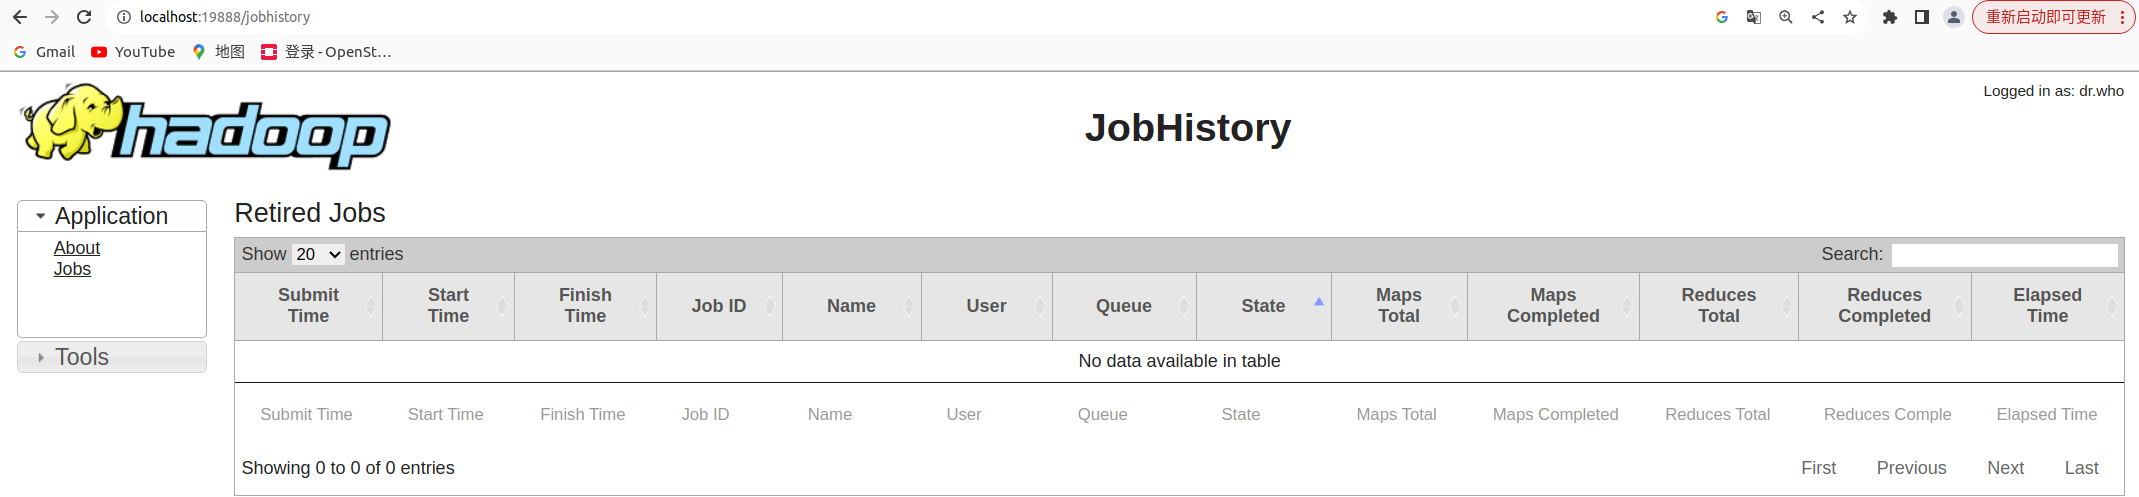 localhost:19888/jobhistory
重新启动即可更新
Gmail YouTube 地图 登录 - OpenSt…
Logged in as: dr.who
hadoop
JobHistory
Application
About
Jobs
Tools
Retired Jobs
Show 20 entries Search:
Submit Time Start Time Finish Time Job ID Name User Queue State Maps Total Maps Completed Reduces Total Reduces Completed Elapsed Time
No data available in table
Submit Time Start Time Finish Time Job ID Name User Queue State Maps Total Maps Completed Reduces Total Reduces Comple Elapsed Time
Showing 0 to 0 of 0 entries First Previous Next Last